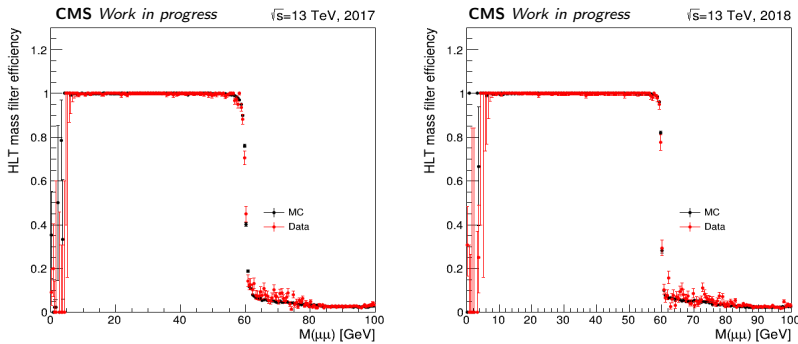 CMS Work in progress
√s=13 TeV, 2017
HLT mass filter efficiency
1.2
1
0.8
0.6
0.4
0.2
0
MC
Data
0 20 40 60 80 100
M(μμ) [GeV]
CMS Work in progress
√s=13 TeV, 2018
HLT mass filter efficiency
1.2
1
0.8
0.6
0.4
0.2
0
MC
Data
0 10 20 30 40 50 60 70 80 90 100
M(μμ) [GeV]